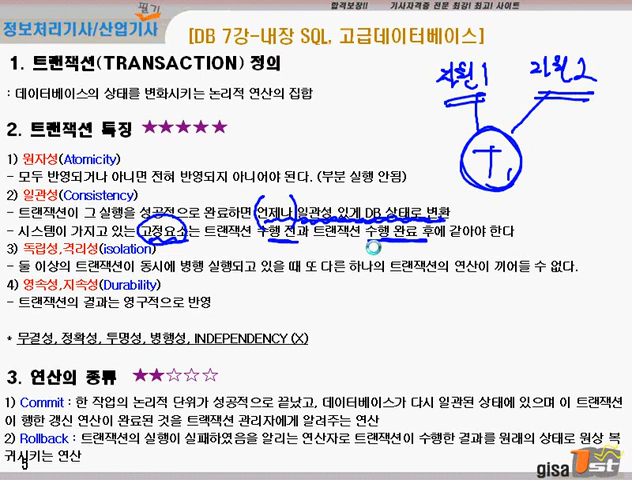 합격보장!! 기사자격증 전문 최강! 최고! 사이트
필기
정보처리기사/산업기사
[DB 7강-내장 SQL, 고급데이터베이스]
1. 트랜잭션(TRANSACTION) 정의
: 데이터베이스의 상태를 변화시키는 논리적 연산의 집합
자원1 자원2
T1
2. 트랜잭션 특징 ★★★★★
1) 원자성(Atomicity)
- 모두 반영되거나 아니면 전혀 반영되지 아니어야 된다. (부분 실행 안됨)
2) 일관성(Consistency)
- 트랜잭션이 그 실행을 성공적으로 완료하면 언제나 일관성 있게 DB 상태로 변환
- 시스템이 가지고 있는 고정요소는 트랜잭션 수행 전과 트랜잭션 수행 완료 후에 같아야 한다
3) 독립성,격리성(isolation)
- 둘 이상의 트랜잭션이 동시에 병행 실행되고 있을 때 또 다른 하나의 트랜잭션의 연산이 끼어들 수 없다.
4) 영속성,지속성(Durability)
- 트랜잭션의 결과는 영구적으로 반영
* 무결성, 정확성, 투명성, 병행성, INDEPENDENCY (X)
3. 연산의 종류 ★★☆☆☆
1) Commit : 한 작업의 논리적 단위가 성공적으로 끝났고, 데이터베이스가 다시 일관된 상태에 있으며 이 트랜잭션
이 행한 갱신 연산이 완료된 것을 트랙잭션 관리자에게 알려주는 연산
2) Rollback : 트랜잭션의 실행이 실패하였음을 알리는 연산자로 트랜잭션이 수행한 결과를 원래의 상태로 원상 복
귀시키는 연산
9
gisa1st